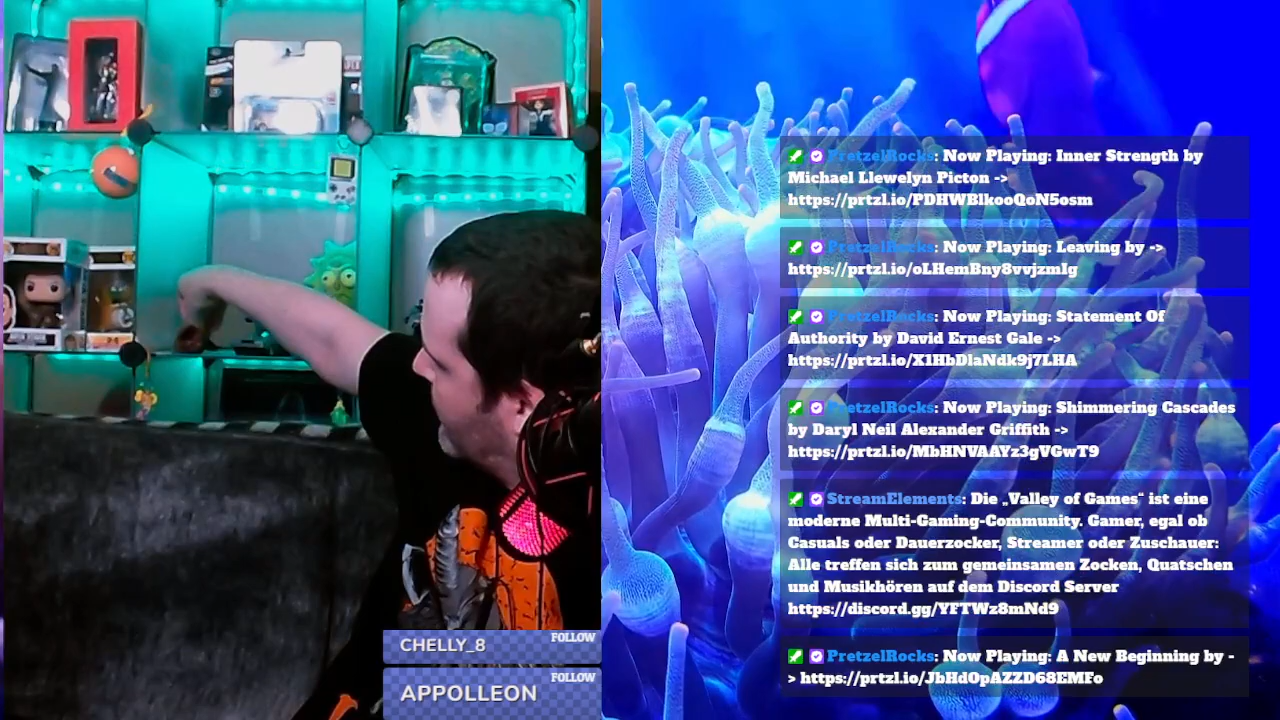 PretzelRocks: Now Playing: Inner Strength by
Michael Llewelyn Picton ->
https://prtzl.io/PDHWBlkooQoN5osm
PretzelRocks: Now Playing: Leaving by ->
https://prtzl.io/oLHemBny8vvjzmIg
PretzelRocks: Now Playing: Statement Of
Authority by David Ernest Gale ->
https://prtzl.io/X1HbDlaNdk9j7LHA
PretzelRocks: Now Playing: Shimmering Cascades
by Daryl Neil Alexander Griffith ->
https://prtzl.io/MbHNVAAYz3gVGwT9
StreamElements: Die „Valley of Games“ ist eine
moderne Multi-Gaming-Community. Gamer, egal ob
Casuals oder Dauerzocker, Streamer oder Zuschauer:
Alle treffen sich zum gemeinsamen Zocken, Quatschen
und Musikhören auf dem Discord Server
https://discord.gg/YFTWz8mNd9
PretzelRocks: Now Playing: A New Beginning by -
> https://prtzl.io/JbHdOpAZZD68EMFo
CHELLY_8 FOLLOW
APPOLLEON FOLLOW